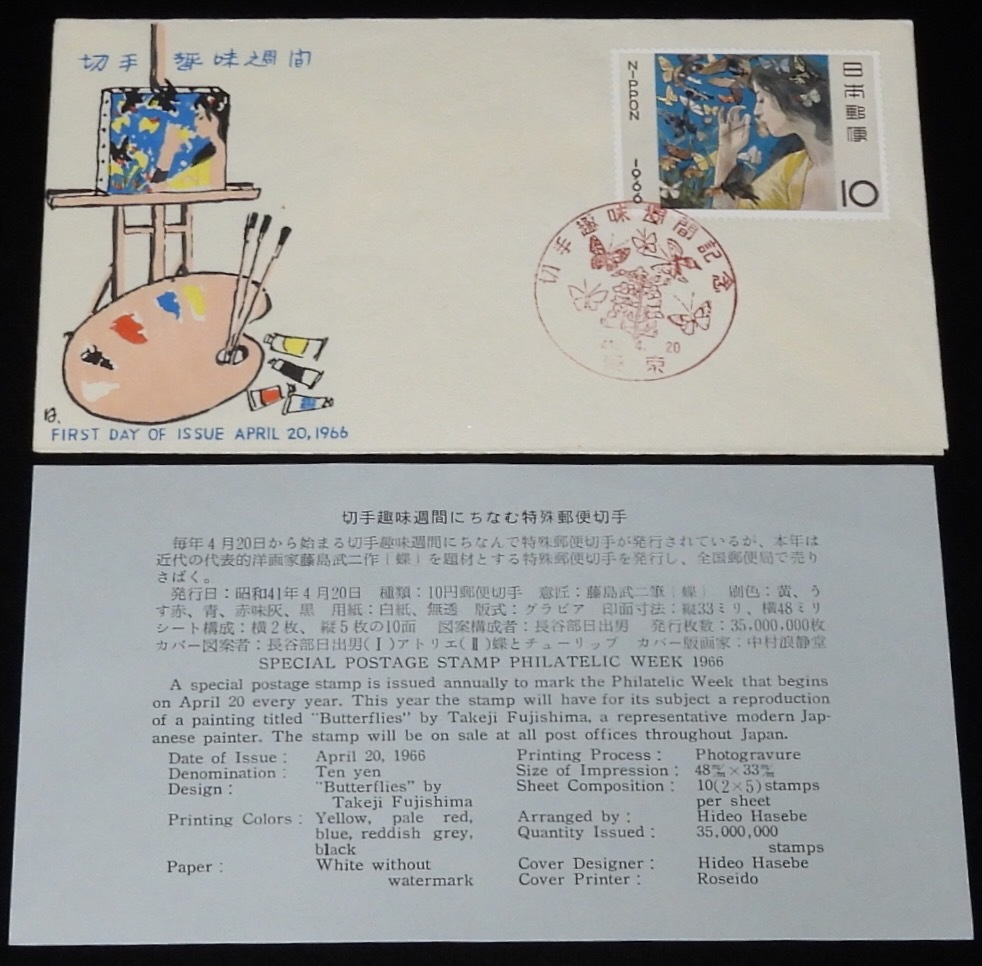 切手趣味週間
NIPPON
1966
日本郵便
10
切手趣味週間記念
41. 4. 20
東京
FIRST DAY OF ISSUE APRIL 20, 1966
切手趣味週間にちなむ特殊郵便切手
毎年4月20日から始まる切手趣味週間にちなんで特殊郵便切手が発行されているが、本年は
近代の代表的洋画家藤島武二作「蝶」を題材とする特殊郵便切手を発行し、全国郵便局で売り
さばく。
発行日：昭和41年4月20日 種類：10円郵便切手 意匠：藤島武二筆「蝶」 刷色：黄、う
す赤、青、赤味灰、黒 用紙：白紙、無透 版式：グラビア 印面寸法：縦33ミリ、横48ミリ
シート構成：横2枚、縦5枚の10面 図案構成者：長谷部日出男 発行枚数：35,000,000枚
カバー図案者：長谷部日出男(Ⅰ)アトリエ(Ⅱ)蝶とチューリップ カバー版画家：中村浪静堂
SPECIAL POSTAGE STAMP PHILATELIC WEEK 1966
A special postage stamp is issued annually to mark the Philatelic Week that begins
on April 20 every year. This year the stamp will have for its subject a reproduction
of a painting titled "Butterflies" by Takeji Fujishima, a representative modern Jap-
anese painter. The stamp will be on sale at all post offices throughout Japan.
Date of Issue : April 20, 1966
Denomination : Ten yen
Design : "Butterflies" by
Takeji Fujishima
Printing Colors : Yellow, pale red,
blue, reddish grey,
black
Paper : White without
watermark
Printing Process : Photogravure
Size of Impression : 48㎜×33㎜
Sheet Composition : 10(2×5) stamps
per sheet
Arranged by : Hideo Hasebe
Quantity Issued : 35,000,000
stamps
Cover Designer : Hideo Hasebe
Cover Printer : Roseido